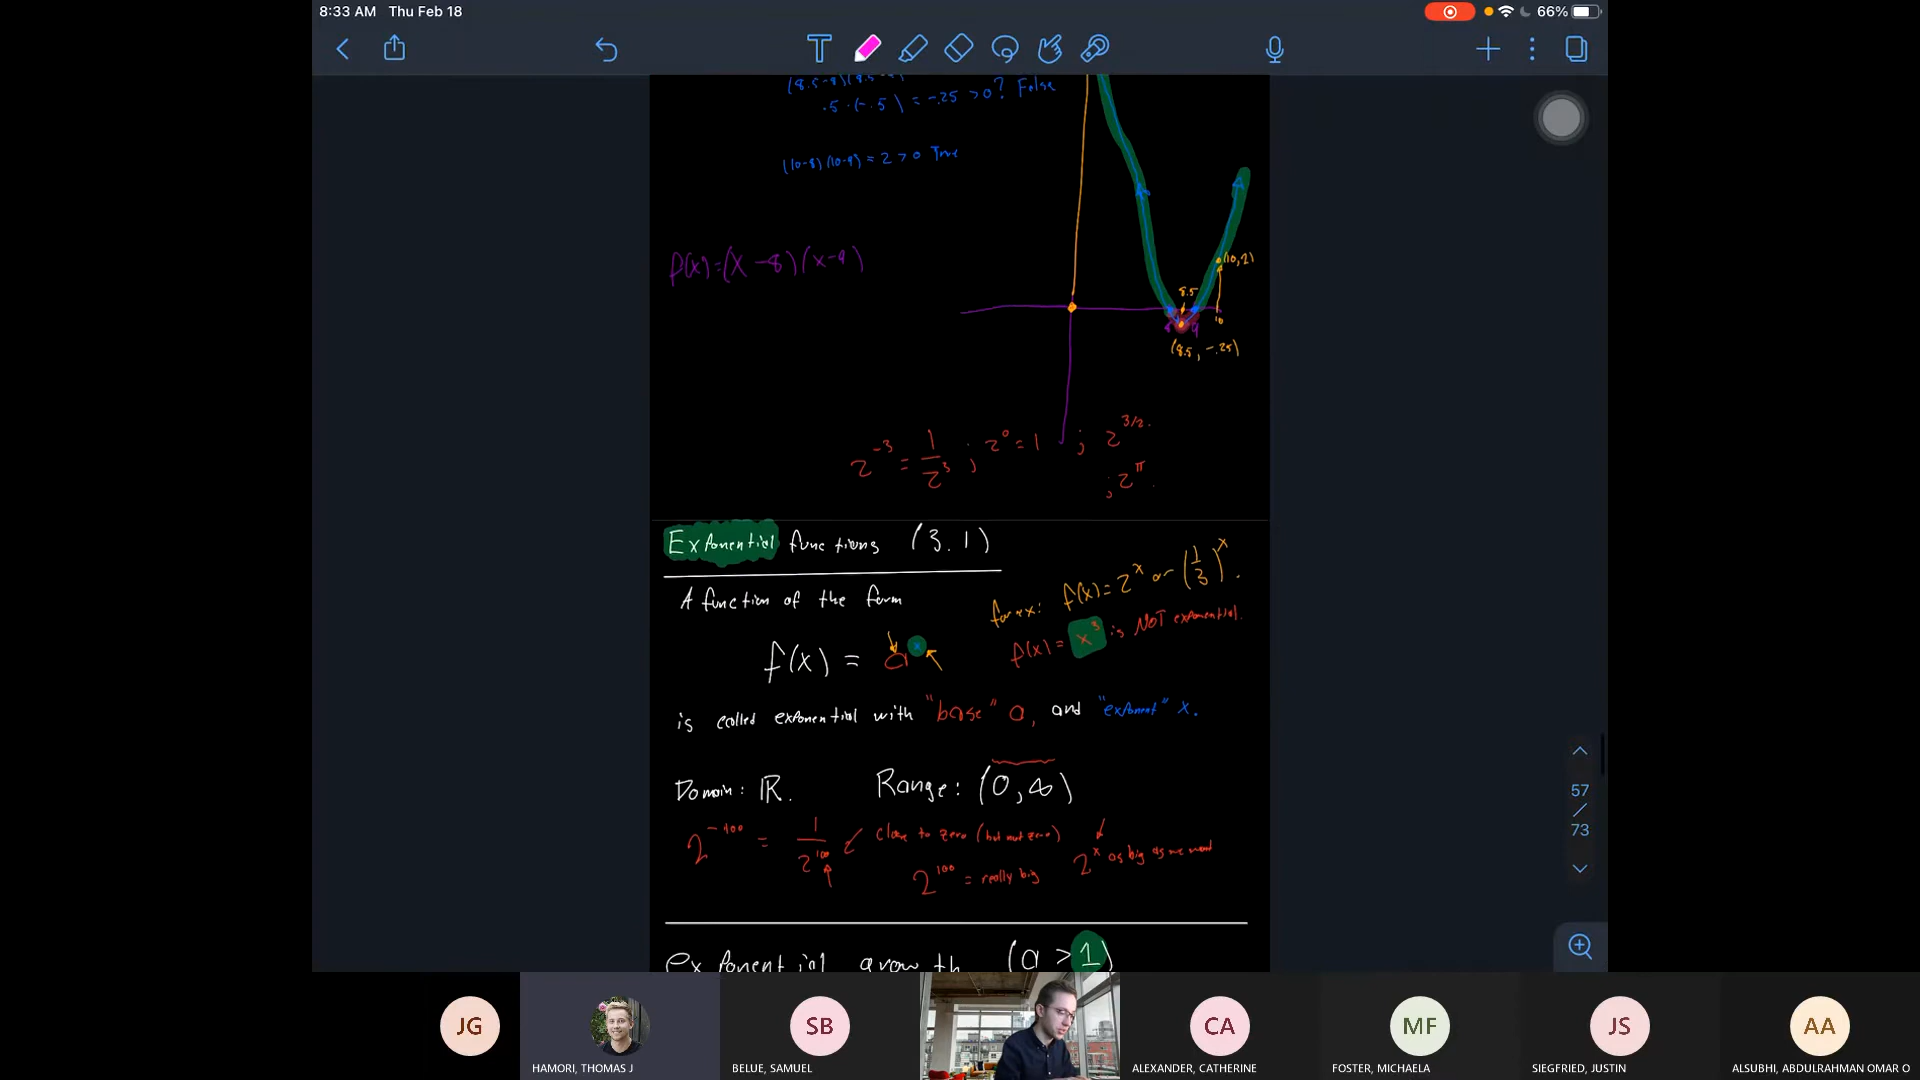 8:33 AM Thu Feb 18
66%
.5 · (-.5) = -.25 > 0? False
(10-8)(10-9) = 2 > 0 True
f(x)=(x-8)(x-9)
(10,2)
8.5
10
8 9
(8.5, -.25)
2^-3 = 1/2^3 ; 2^0 = 1 ; 2^3/2.
; 2^π.
Exponential functions (3.1)
A function of the form
for ex: f(x)= 2^x or (1/3)^x.
f(x) = x^3 is NOT exponential.
f(x) = a^x
is called exponential with "base" a, and "exponent" x.
Domain: ℝ. Range: (0,∞)
2^-100 = 1/2^100 close to zero (but not zero)
2^100 = really big 2^x as big as we want
exponential growth (a > 1)
57
/
73
JG
SB
CA
MF
JS
AA
HAMORI, THOMAS J
BELUE, SAMUEL
ALEXANDER, CATHERINE
FOSTER, MICHAELA
SIEGFRIED, JUSTIN
ALSUBHI, ABDULRAHMAN OMAR O